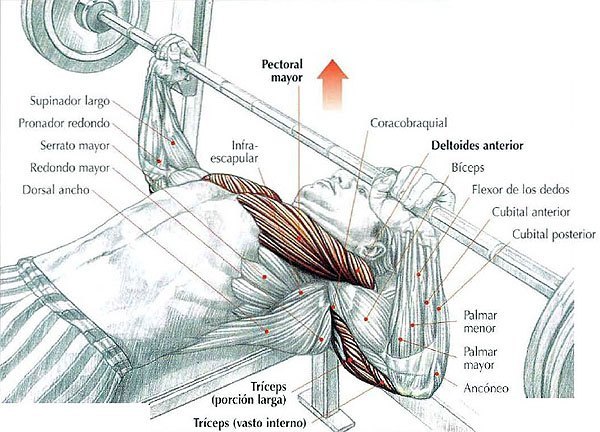 Pectoral
mayor
Supinador largo
Pronador redondo
Serrato mayor
Redondo mayor
Dorsal ancho
Infra-
escapular
Coracobraquial
Deltoides anterior
Bíceps
Flexor de los dedos
Cubital anterior
Cubital posterior
Palmar
menor
Palmar
mayor
Ancóneo
Tríceps
(porción larga)
Tríceps (vasto interno)